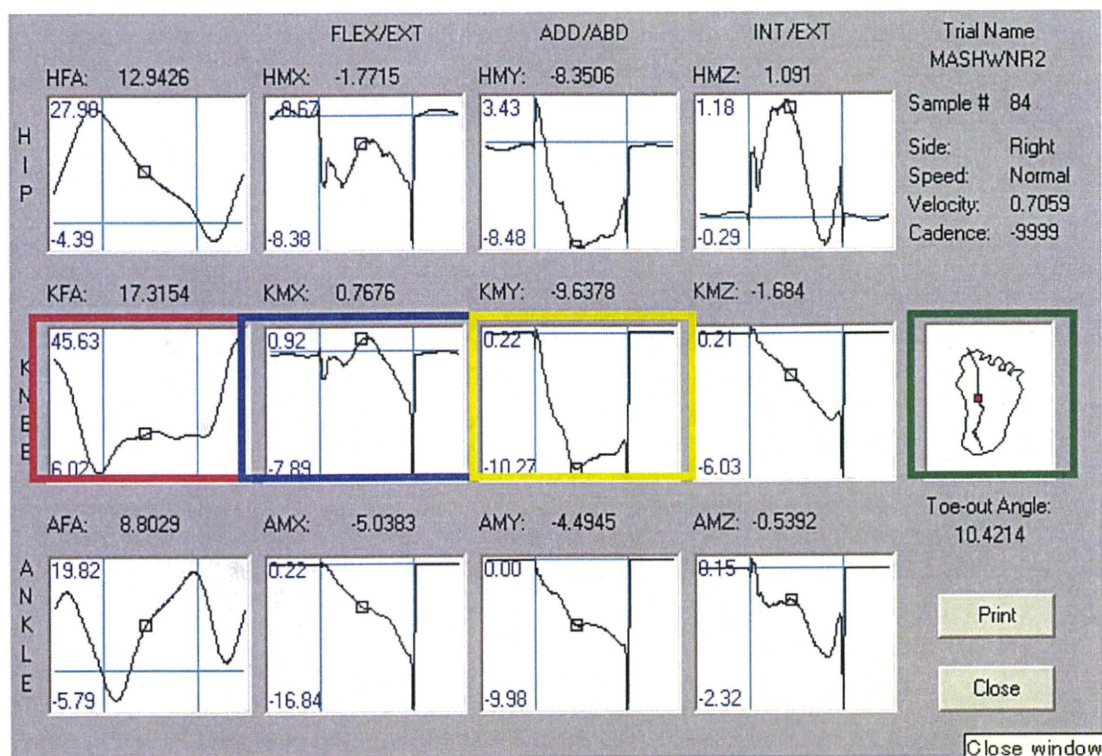 FLEX/EXT ADD/ABD INT/EXT Trial Name
MASHWNR2
HFA: 12.9426 HMX: -1.7715 HMY: -8.3506 HMZ: 1.091
Sample # 84
HIP
27.98 -8.67 3.43 1.18
Side: Right
Speed: Normal
Velocity: 0.7059
Cadence: -9999
-4.39 -8.38 -8.48 -0.29
KFA: 17.3154 KMX: 0.7676 KMY: -9.6378 KMZ: -1.684
KNEE
45.63 0.92 0.22 0.21
6.02 -7.89 -10.27 -6.03
Toe-out Angle:
10.4214
AFA: 8.8029 AMX: -5.0383 AMY: -4.4945 AMZ: -0.5392
ANKLE
19.82 0.22 0.00 0.15
-5.79 -16.84 -9.98 -2.32
Print
Close
Close window